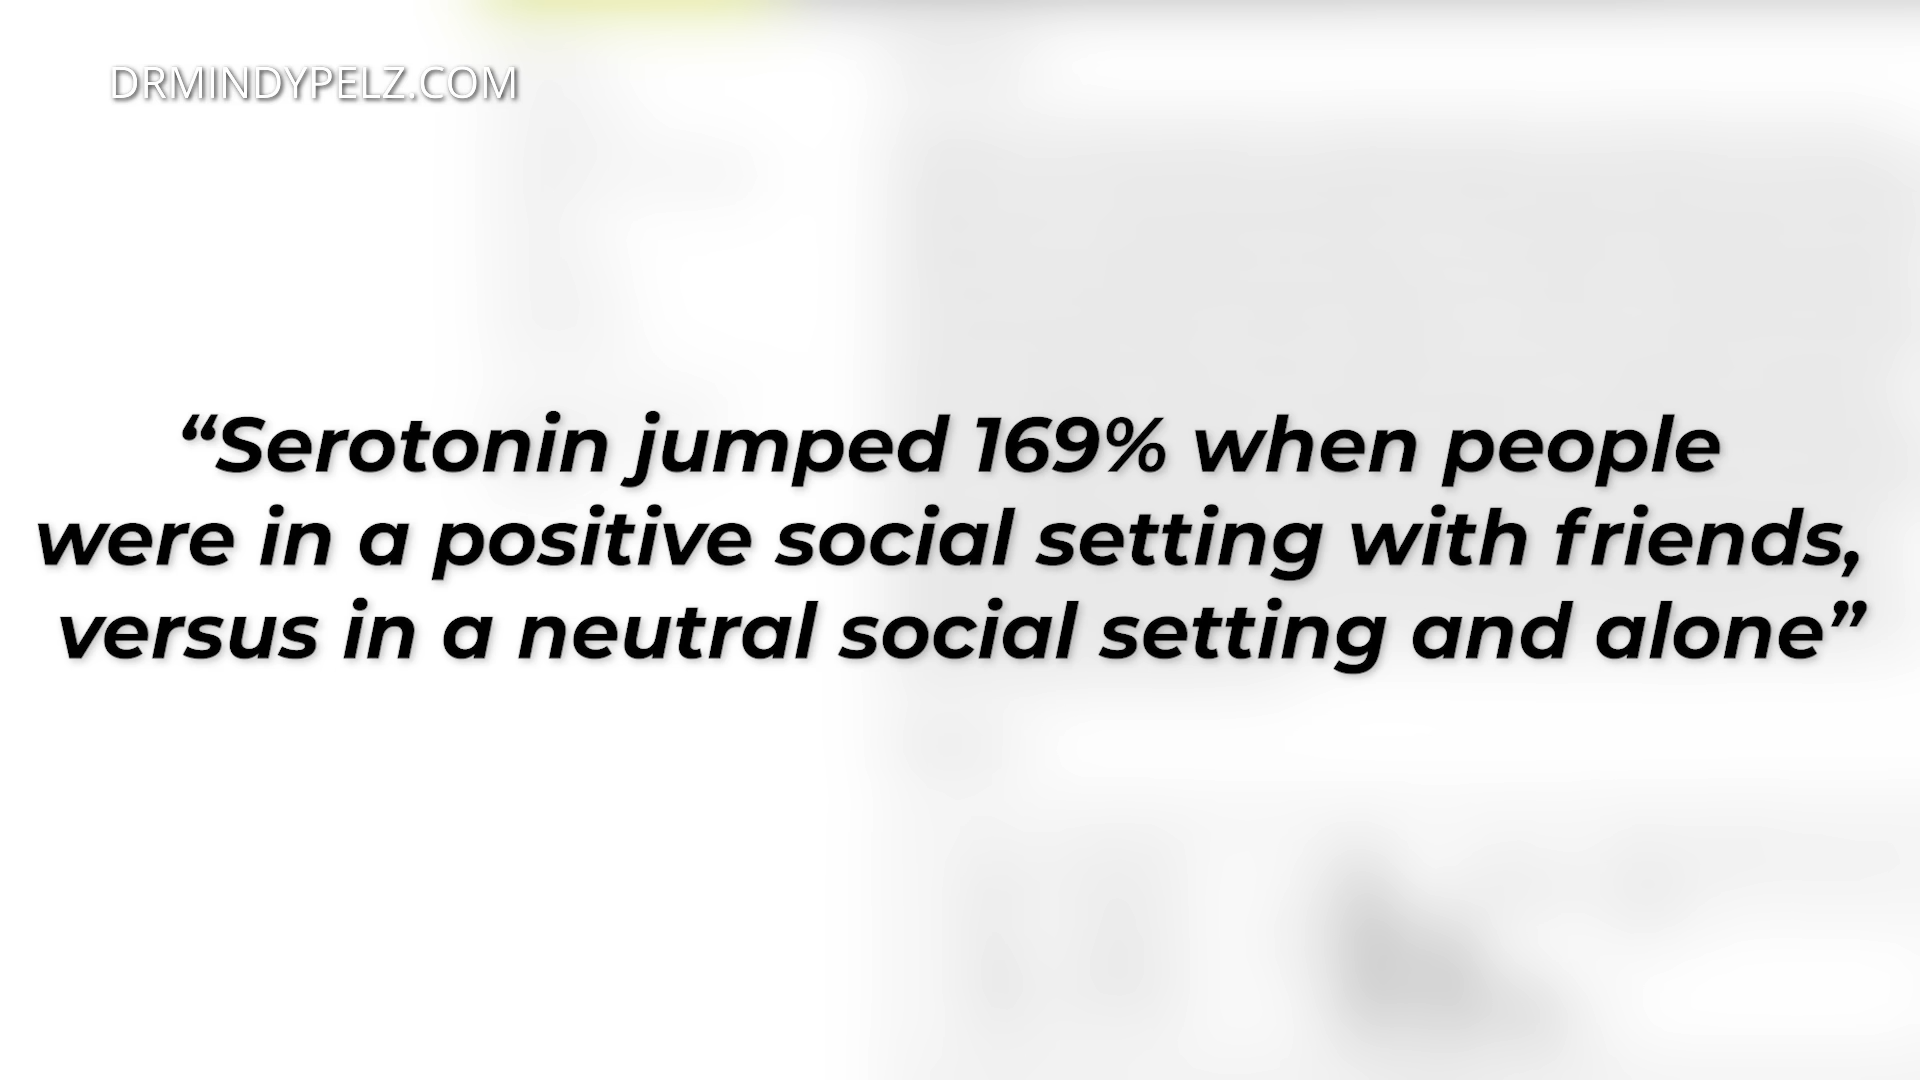 DRMINDYPELZ.COM
“Serotonin jumped 169% when people
were in a positive social setting with friends,
versus in a neutral social setting and alone”